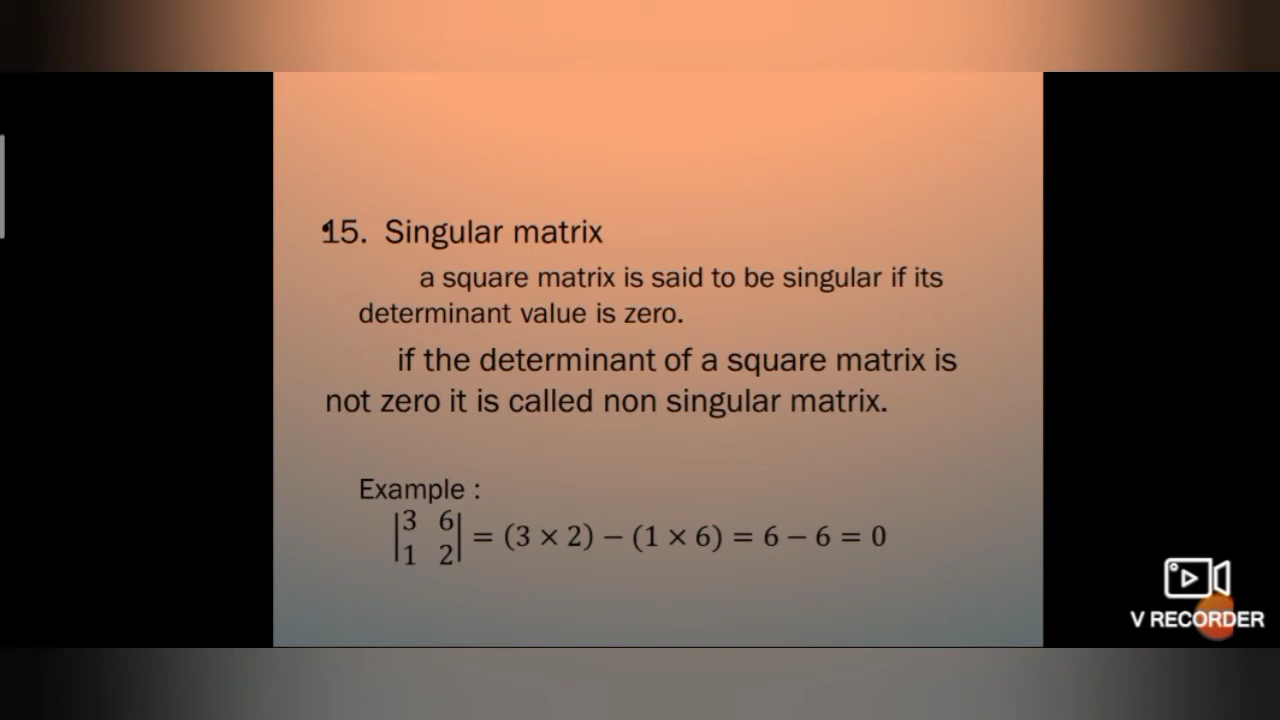 •15. Singular matrix
a square matrix is said to be singular if its
determinant value is zero.
if the determinant of a square matrix is
not zero it is called non singular matrix.
Example :
|3 6|
|1 2| = (3 × 2) − (1 × 6) = 6 − 6 = 0
V RECORDER